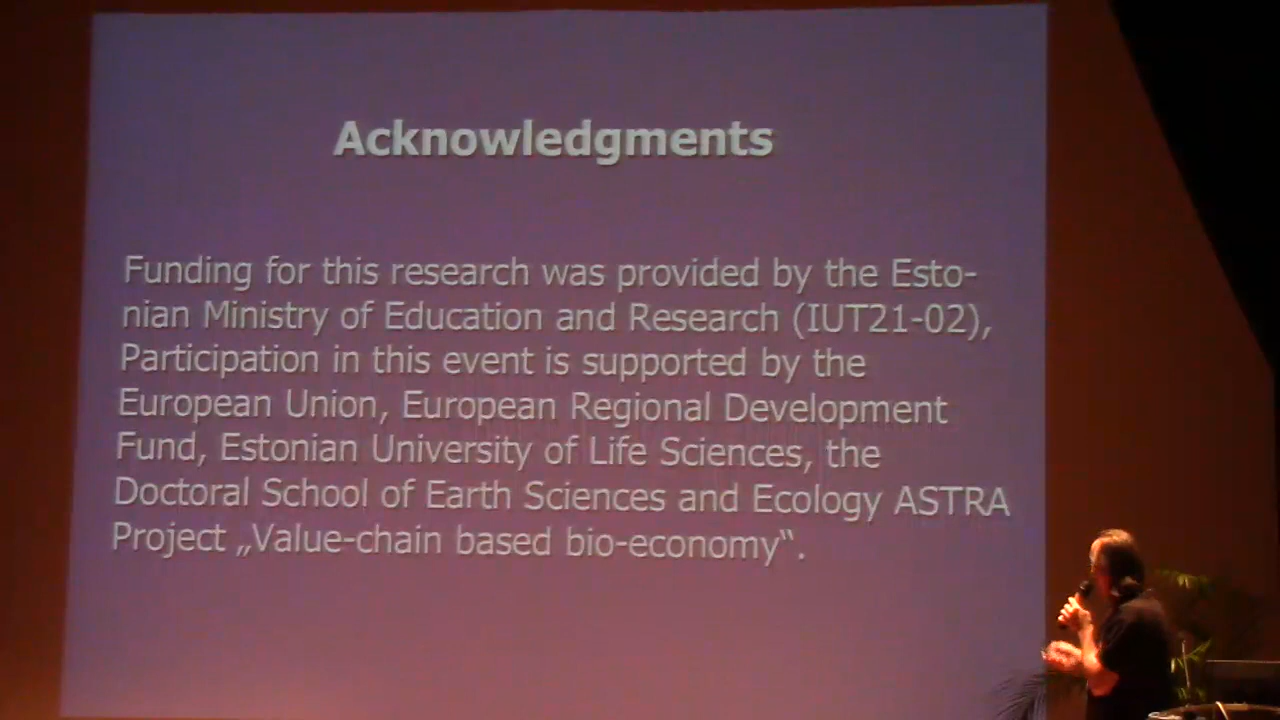 Acknowledgments
Funding for this research was provided by the Esto-
nian Ministry of Education and Research (IUT21-02),
Participation in this event is supported by the
European Union, European Regional Development
Fund, Estonian University of Life Sciences, the
Doctoral School of Earth Sciences and Ecology ASTRA
Project „Value-chain based bio-economy“.